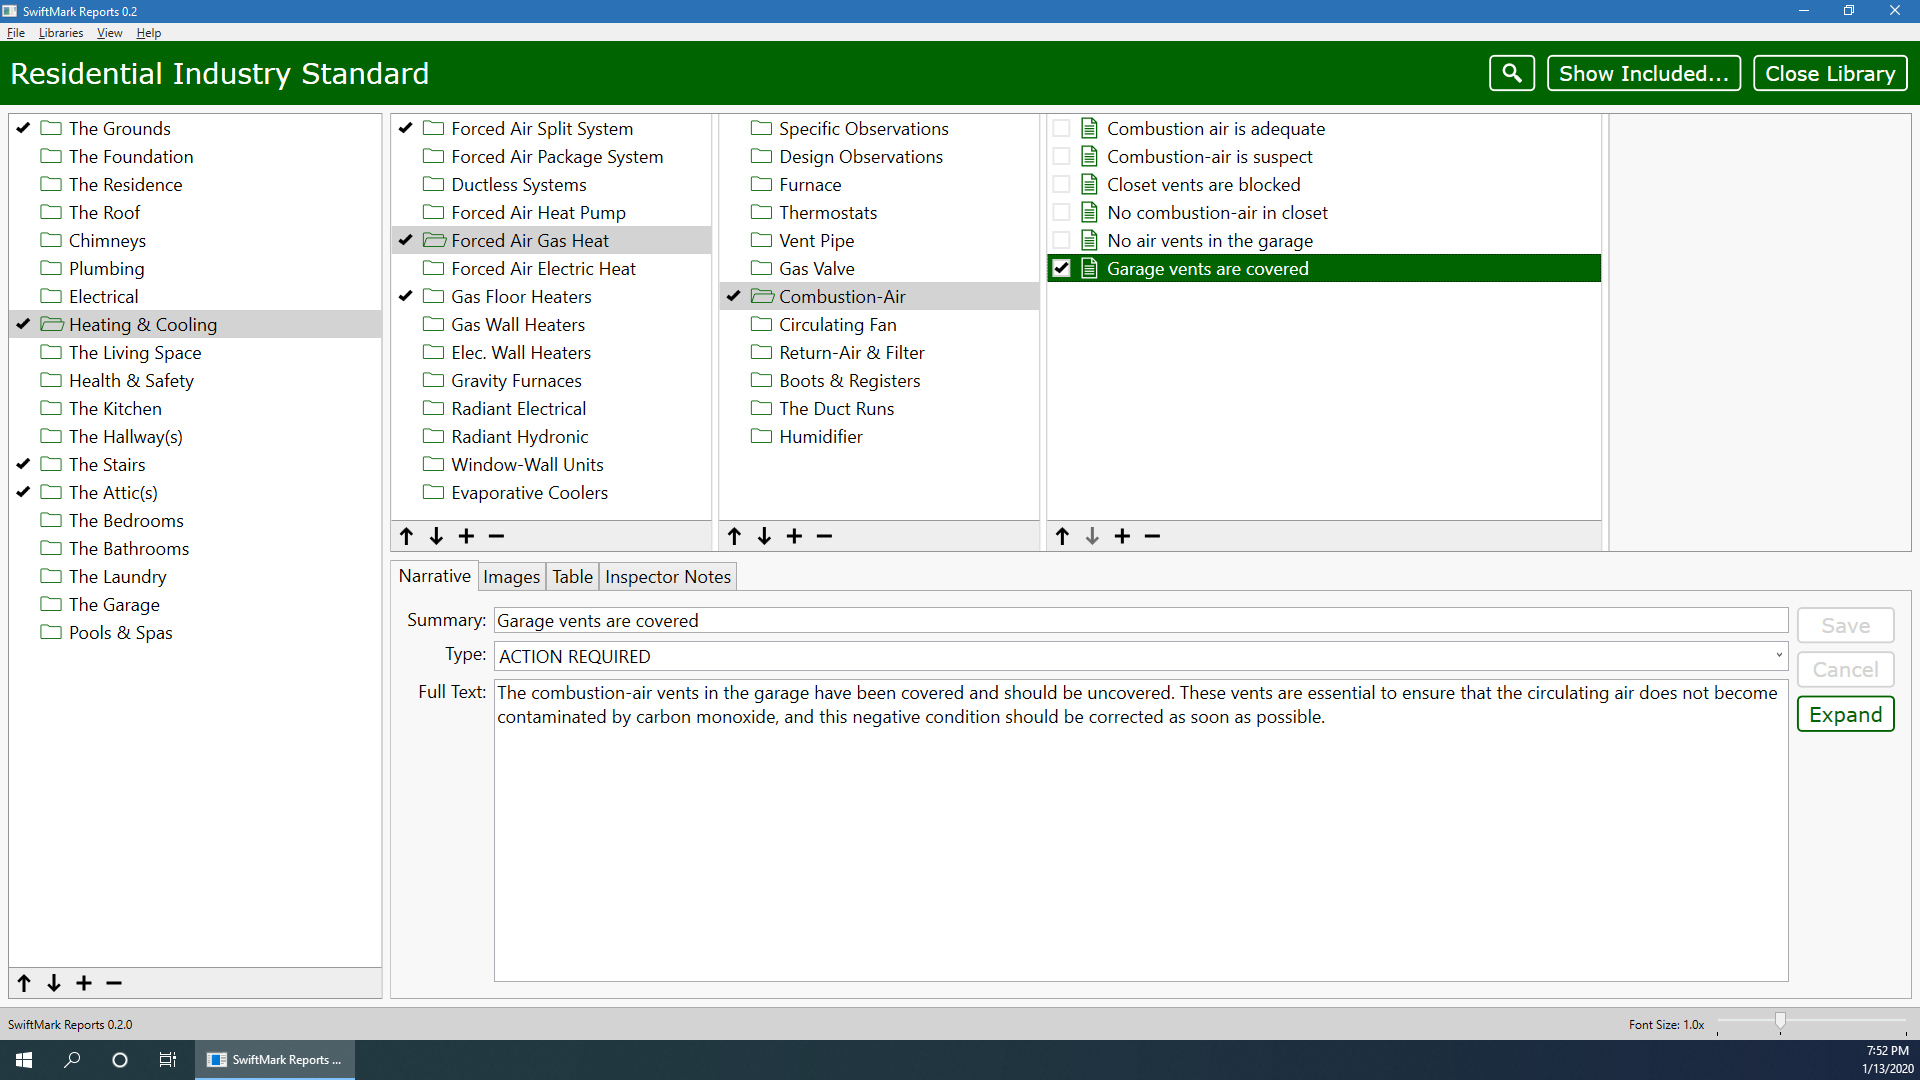 SwiftMark Reports 0.2
File Libraries View Help
Residential Industry Standard
Show Included...
Close Library
The Grounds
The Foundation
The Residence
The Roof
Chimneys
Plumbing
Electrical
Heating & Cooling
The Living Space
Health & Safety
The Kitchen
The Hallway(s)
The Stairs
The Attic(s)
The Bedrooms
The Bathrooms
The Laundry
The Garage
Pools & Spas
Forced Air Split System
Forced Air Package System
Ductless Systems
Forced Air Heat Pump
Forced Air Gas Heat
Forced Air Electric Heat
Gas Floor Heaters
Gas Wall Heaters
Elec. Wall Heaters
Gravity Furnaces
Radiant Electrical
Radiant Hydronic
Window-Wall Units
Evaporative Coolers
Specific Observations
Design Observations
Furnace
Thermostats
Vent Pipe
Gas Valve
Combustion-Air
Circulating Fan
Return-Air & Filter
Boots & Registers
The Duct Runs
Humidifier
Combustion air is adequate
Combustion-air is suspect
Closet vents are blocked
No combustion-air in closet
No air vents in the garage
Garage vents are covered
Narrative Images Table Inspector Notes
Summary: Garage vents are covered
Type: ACTION REQUIRED
Full Text: The combustion-air vents in the garage have been covered and should be uncovered. These vents are essential to ensure that the circulating air does not become
contaminated by carbon monoxide, and this negative condition should be corrected as soon as possible.
Save
Cancel
Expand
SwiftMark Reports 0.2.0
Font Size: 1.0x
SwiftMark Reports ...
7:52 PM
1/13/2020